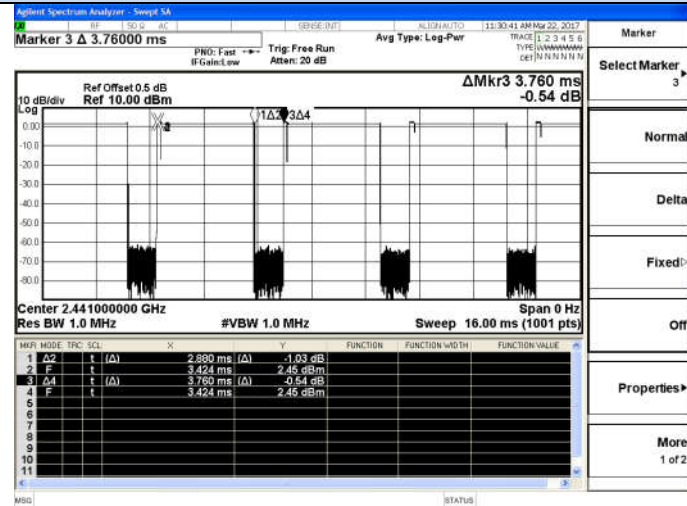 Agilent Spectrum Analyzer - Swept SA
RF 50 Ω AC SENSE:INT ALIGN AUTO 11:30:41 AM Mar 22, 2017
Marker 3 Δ 3.76000 ms
PNO: Fast
IFGain:Low
Trig: Free Run
Atten: 20 dB
Avg Type: Log-Pwr
TRACE 1 2 3 4 5 6
TYPE
DET N N N N N N
Ref Offset 0.5 dB
10 dB/div Ref 10.00 dBm
ΔMkr3 3.760 ms
-0.54 dB
Log
0.00
-10.0
-20.0
-30.0
-40.0
-50.0
-60.0
-70.0
-80.0
1Δ2 3Δ4
Center 2.441000000 GHz Span 0 Hz
Res BW 1.0 MHz #VBW 1.0 MHz Sweep 16.00 ms (1001 pts)
MKR MODE TRC SCL X Y FUNCTION FUNCTION WIDTH FUNCTION VALUE
1 Δ2 t (Δ) 2.880 ms (Δ) -1.03 dB
2 F t 3.424 ms 2.45 dBm
3 Δ4 t (Δ) 3.760 ms (Δ) -0.54 dB
4 F t 3.424 ms 2.45 dBm
5
6
7
8
9
10
11
MSG STATUS
Marker
Select Marker
3
Normal
Delta
Fixed
Off
Properties
More
1 of 2